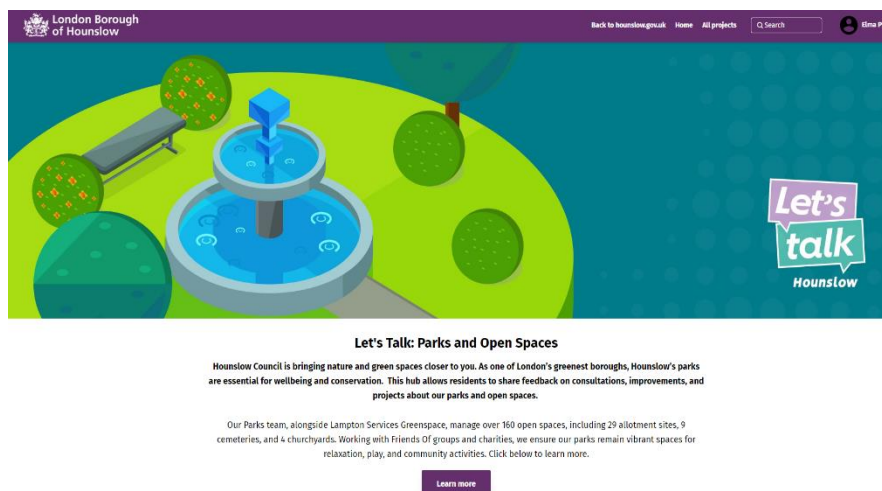 London Borough
of Hounslow
Back to hounslow.gov.uk Home All projects Search Elma P
Let's
talk
Hounslow
Let's Talk: Parks and Open Spaces
Hounslow Council is bringing nature and green spaces closer to you. As one of London's greenest boroughs, Hounslow's parks
are essential for wellbeing and conservation. This hub allows residents to share feedback on consultations, improvements, and
projects about our parks and open spaces.
Our Parks team, alongside Lampton Services Greenspace, manage over 160 open spaces, including 29 allotment sites, 9
cemeteries, and 4 churchyards. Working with Friends Of groups and charities, we ensure our parks remain vibrant spaces for
relaxation, play, and community activities. Click below to learn more.
Learn more